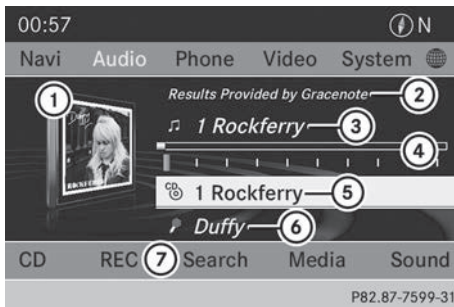 00:57 N
Navi Audio Phone Video System
1 Results Provided by Gracenote 2
1 Rockferry 3
4
CD 1 Rockferry 5
Duffy 6
CD REC 7 Search Media Sound
P82.87-7599-31